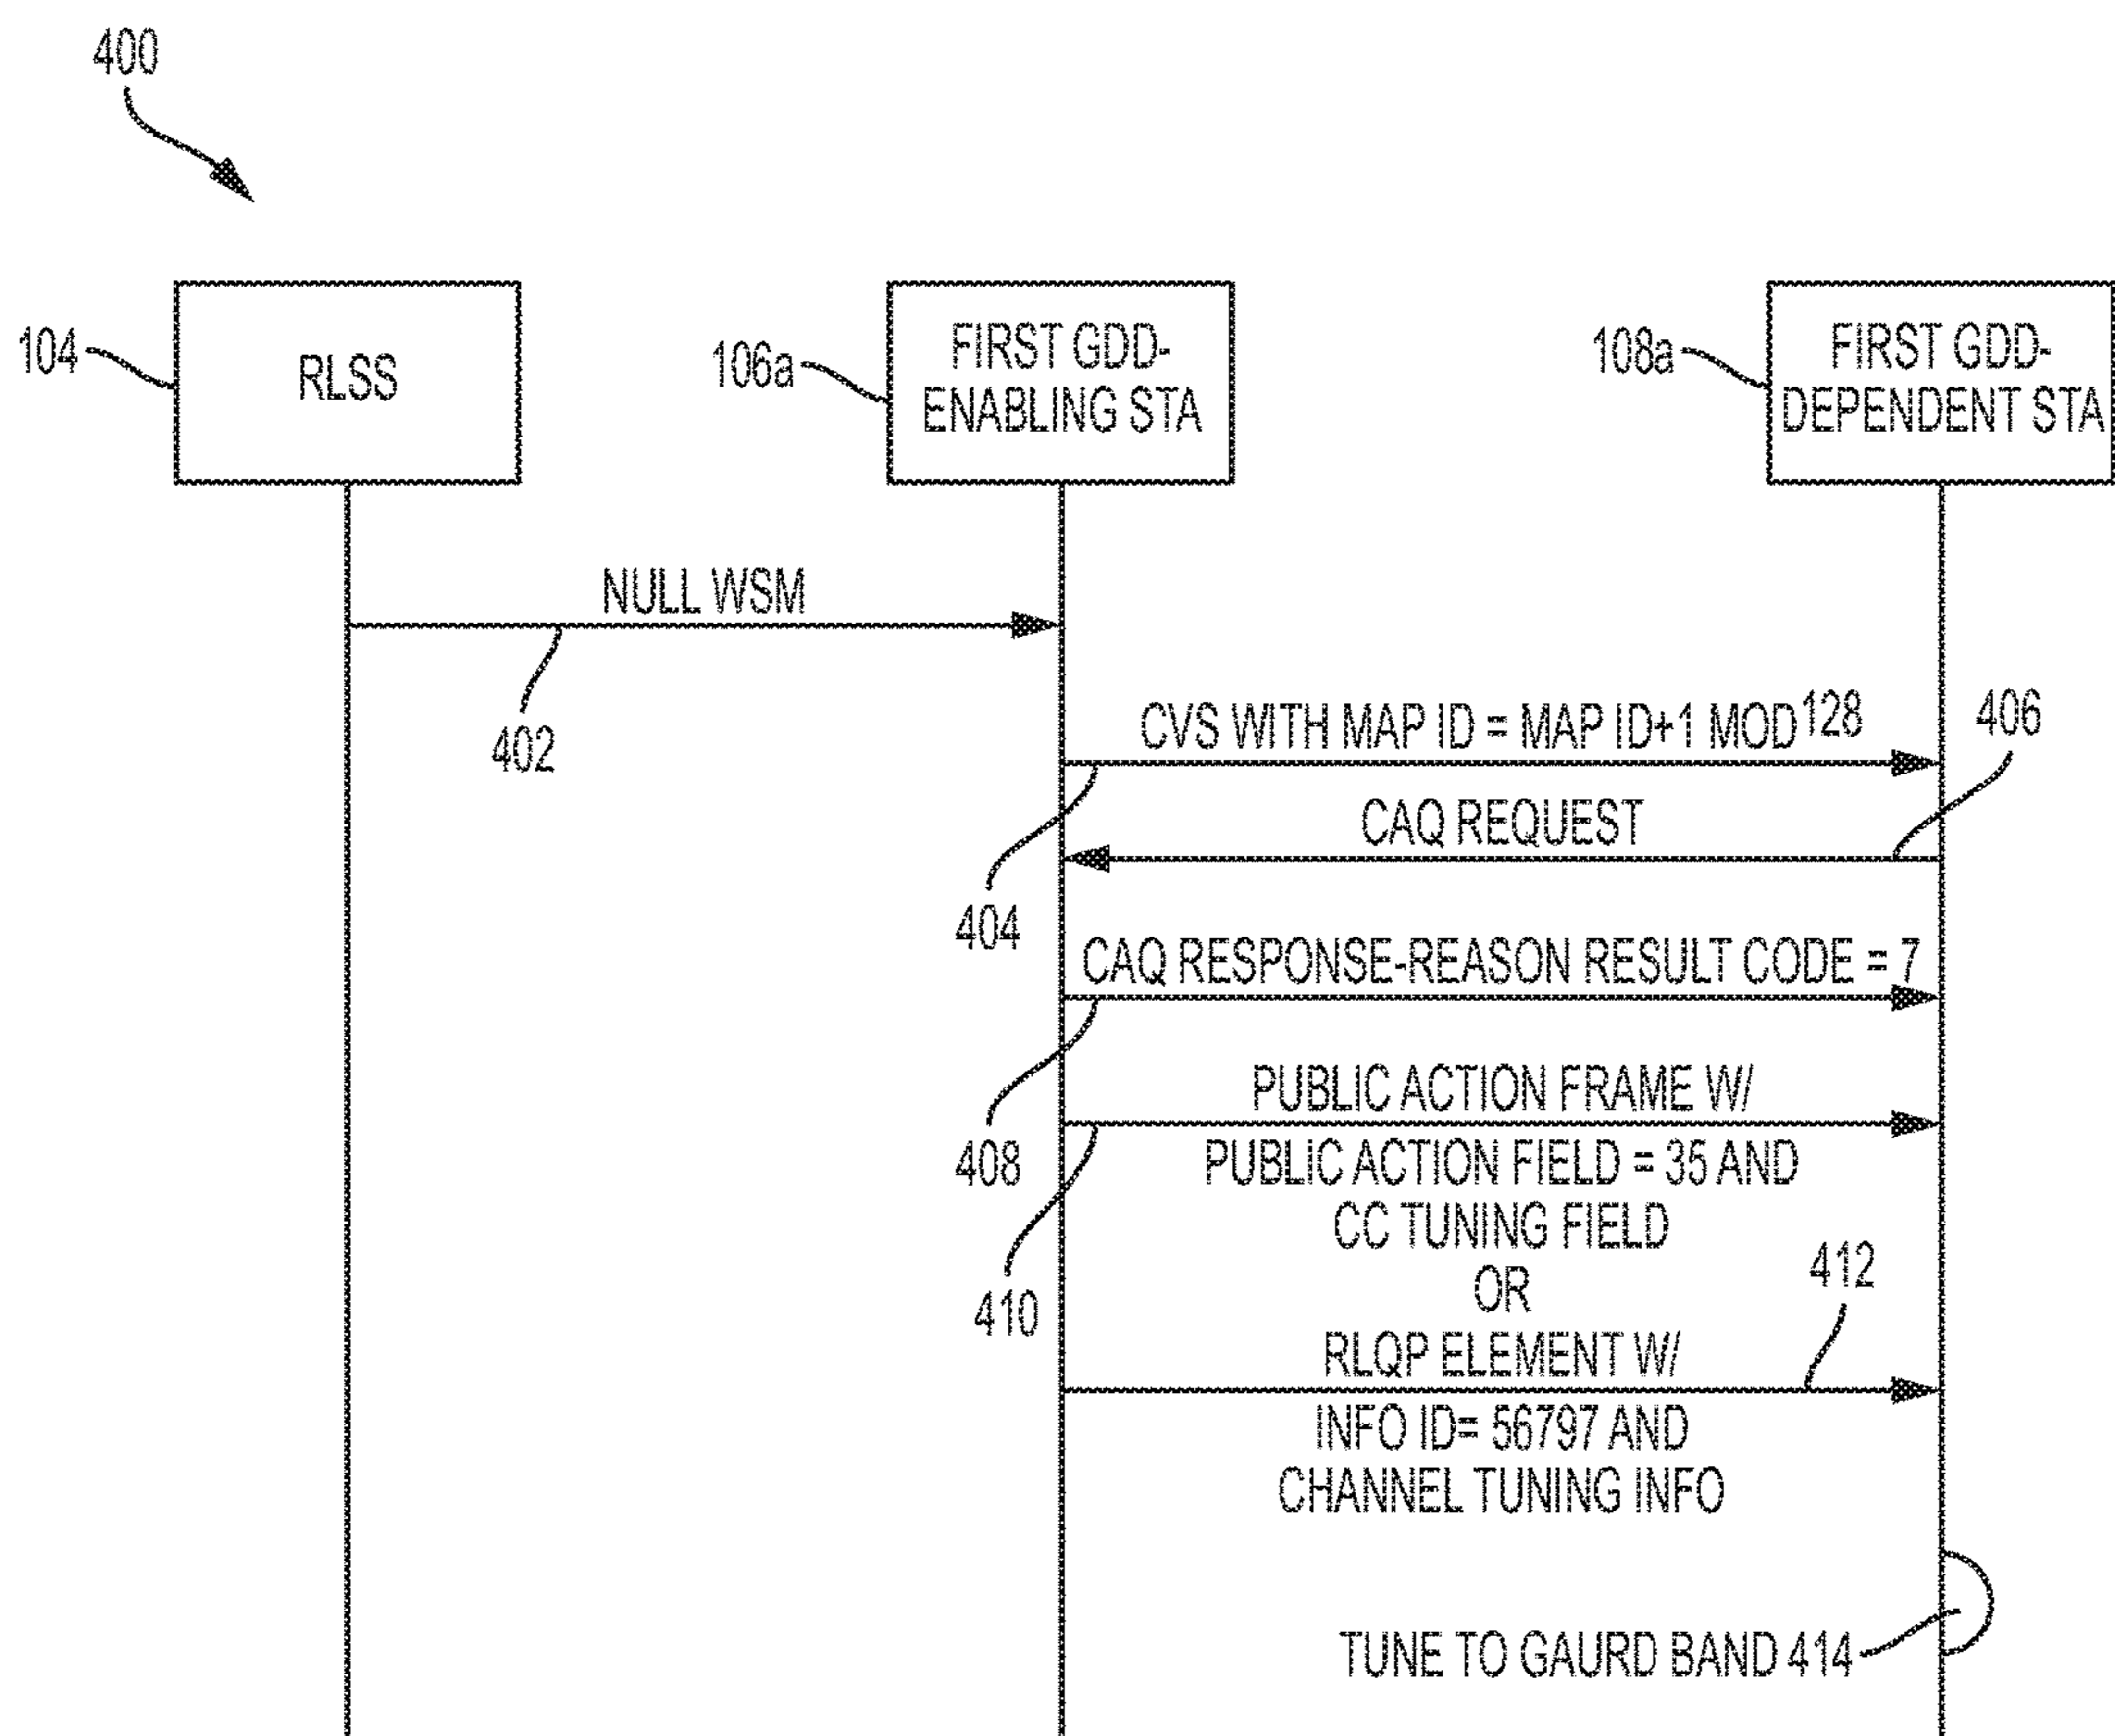 400
104
RLSS
106a
FIRST GDD-
ENABLING STA
108a
FIRST GDD-
DEPENDENT STA
NULL WSM
402
CVS WITH MAP ID = MAP ID+1 MOD 128
406
404
CAQ REQUEST
CAQ RESPONSE-REASON RESULT CODE = 7
408
PUBLIC ACTION FRAME W/
PUBLIC ACTION FIELD = 35 AND
CC TUNING FIELD
410
OR
412
RLQP ELEMENT W/
INFO ID= 56797 AND
CHANNEL TUNING INFO
TUNE TO GAURD BAND 414